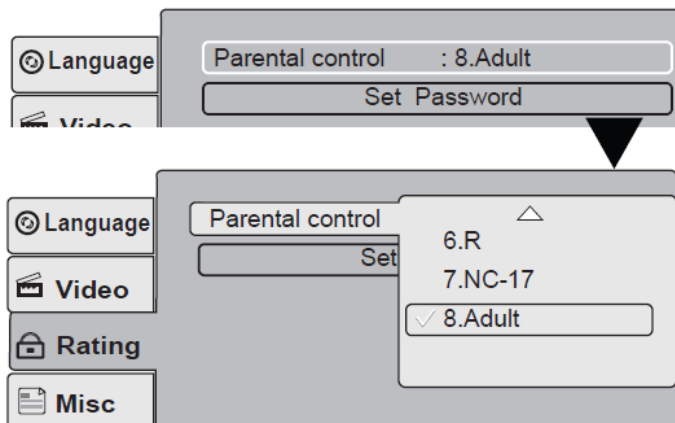 Language
Parental control : 8.Adult
Set Password
Video
Language
Parental control
6.R
Set
7.NC-17
Video
8.Adult
Rating
Misc